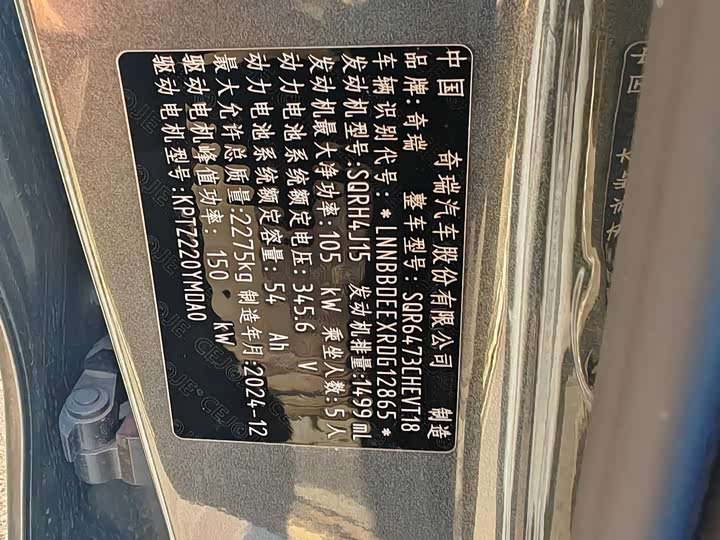 中国 奇瑞汽车股份有限公司 制造
品牌:奇瑞 整车型号:SQR6473CHEVT18
车辆识别代号:*LNNBBDEEXRDG12865*
发动机型号:SQRH4J15 发动机排量:1499mL
发动机最大净功率:105 kW 乘坐人数:5人
动力电池系统额定电压:345.6 V
动力电池系统额定容量:54 Ah
最大允许总质量:2275kg 制造年月:2024-12
驱动电机峰值功率:150 kW
驱动电机型号:KPTZ220YMDA0